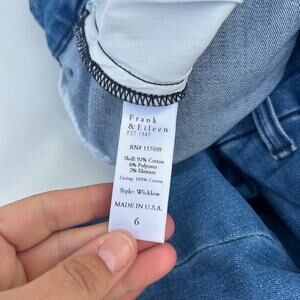 Frank
& Eileen
EST 1947
RN# 117409
Shell: 92% Cotton
6% Polyester
2% Elastane
Lining: 100% Cotton
Style: Wicklow
MADE IN U.S.A.
6